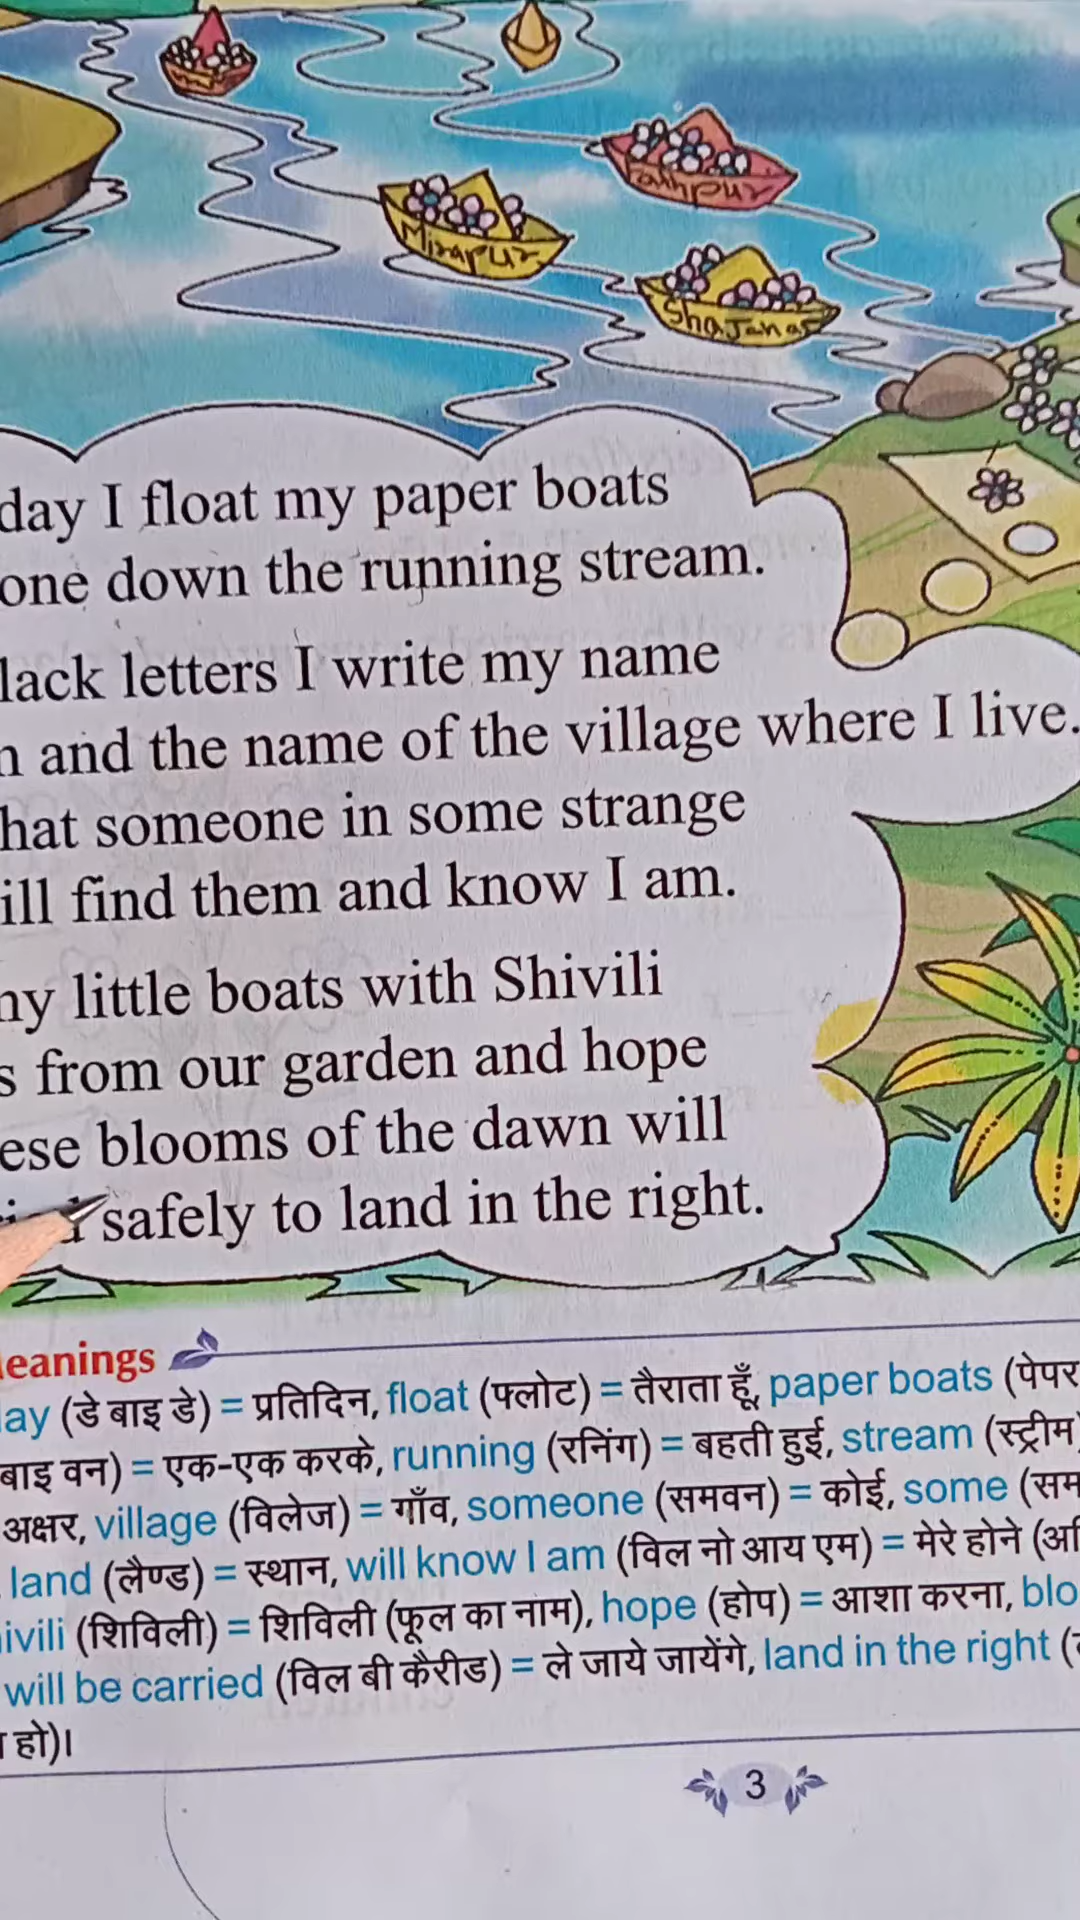 Mirapur
Shajanar
day I float my paper boats
one down the running stream.
lack letters I write my name
and the name of the village where I live.
hat someone in some strange
ill find them and know I am.
ny little boats with Shivili
s from our garden and hope
ese blooms of the dawn will
safely to land in the right.
leanings
lay (डे बाइ डे) = प्रतिदिन, float (फ्लोट) = तैराता हूँ, paper boats (पेपर
बाइ वन) = एक-एक करके, running (रनिंग) = बहती हुई, stream (स्ट्रीम)
अक्षर, village (विलेज) = गाँव, someone (समवन) = कोई, some (सम
land (लैण्ड) = स्थान, will know I am (विल नो आय एम) = मेरे होने (अ
ivili (शिविली) = शिविली (फूल का नाम), hope (होप) = आशा करना, blo
will be carried (विल बी कैरीड) = ले जाये जायेंगे, land in the right (
हो)।
3